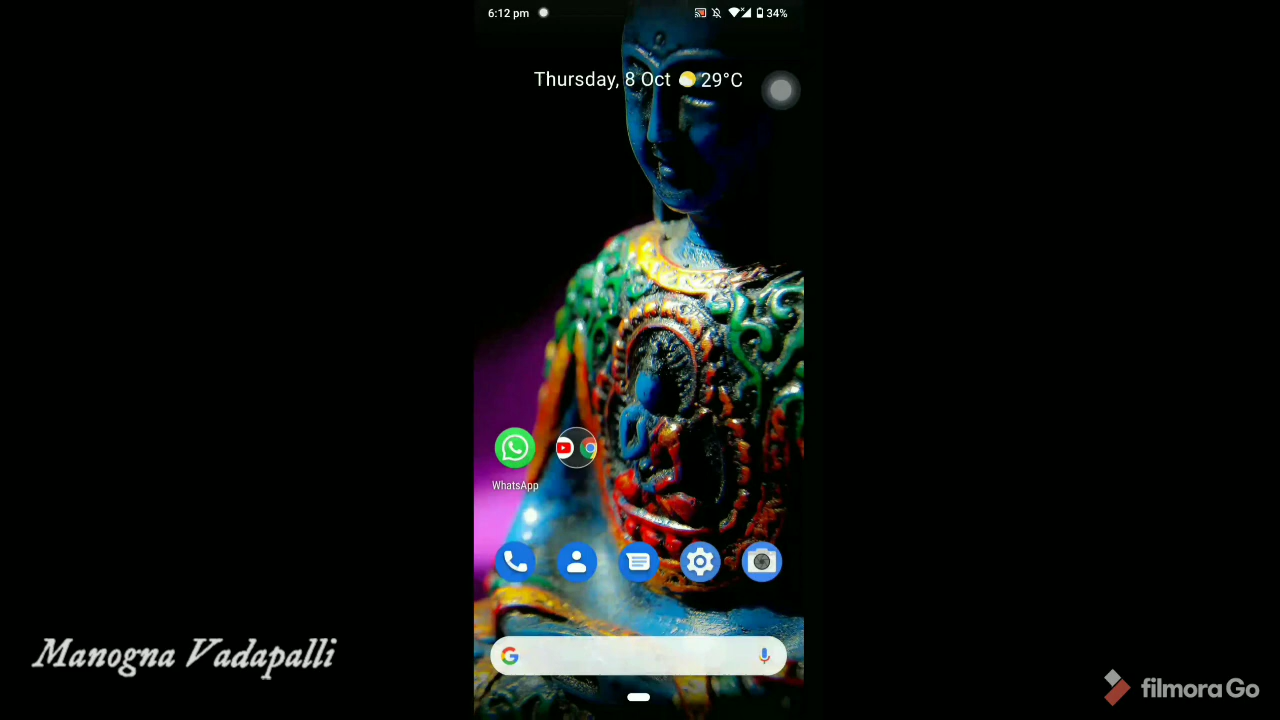 6:12 pm
34%
Thursday, 8 Oct 29°C
WhatsApp
Manogna Vadapalli
filmoraGo